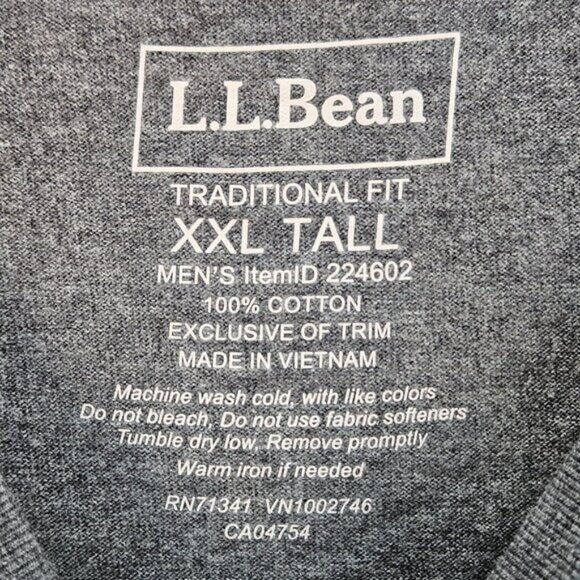 L.L.Bean
TRADITIONAL FIT
XXL TALL
MEN'S ItemID 224602
100% COTTON
EXCLUSIVE OF TRIM
MADE IN VIETNAM
Machine wash cold, with like colors
Do not bleach, Do not use fabric softeners
Tumble dry low, Remove promptly
Warm iron if needed
RN71341 VN1002746
CA04754